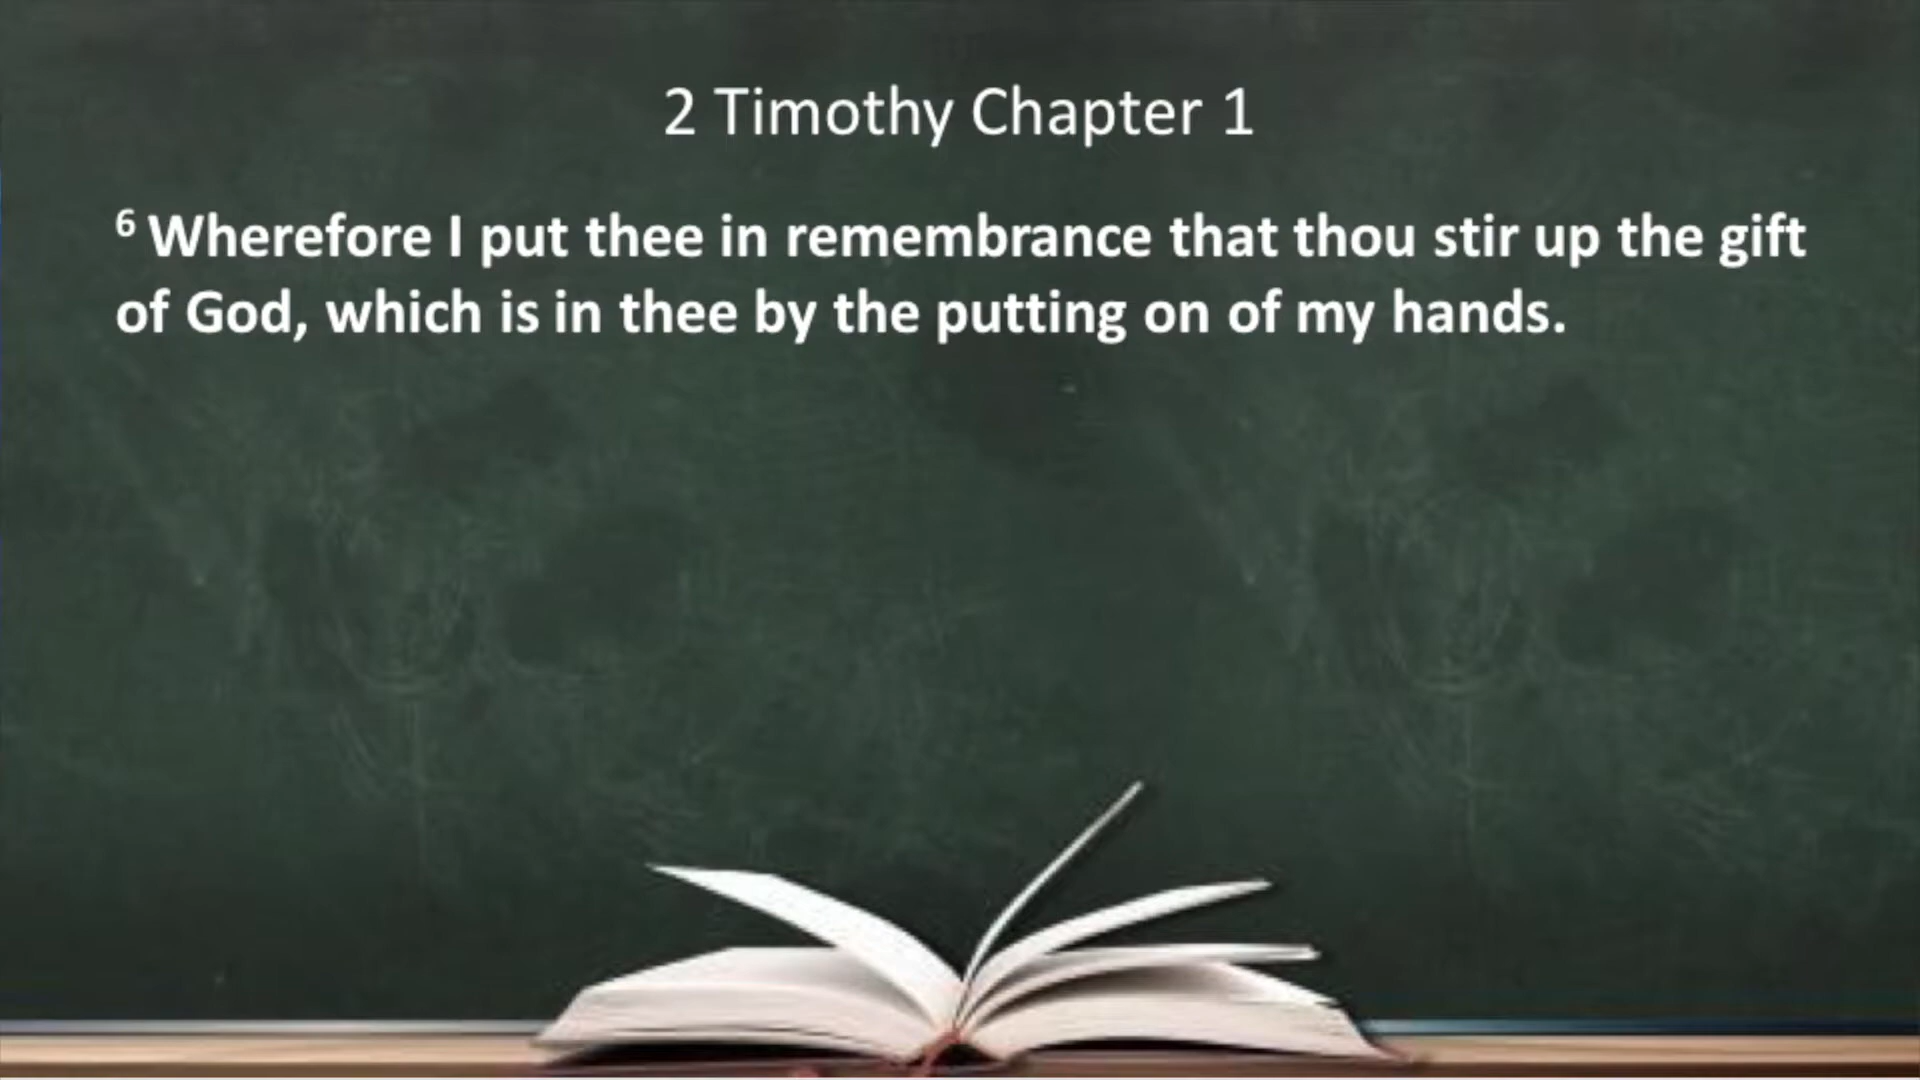 2 Timothy Chapter 1
6 Wherefore I put thee in remembrance that thou stir up the gift
of God, which is in thee by the putting on of my hands.